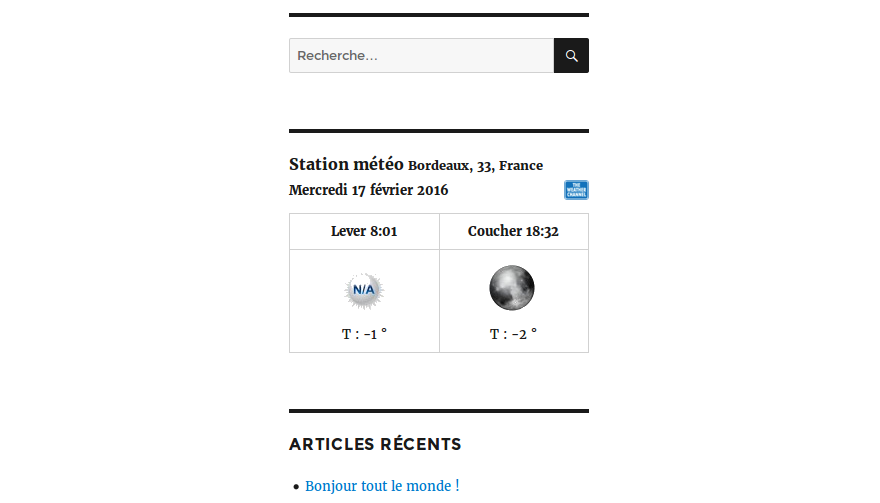 Recherche…
Station météo Bordeaux, 33, France
Mercredi 17 février 2016
THE
WEATHER
CHANNEL
Lever 8:01
Coucher 18:32
N/A
T : -1 °
T : -2 °
ARTICLES RÉCENTS
Bonjour tout le monde !